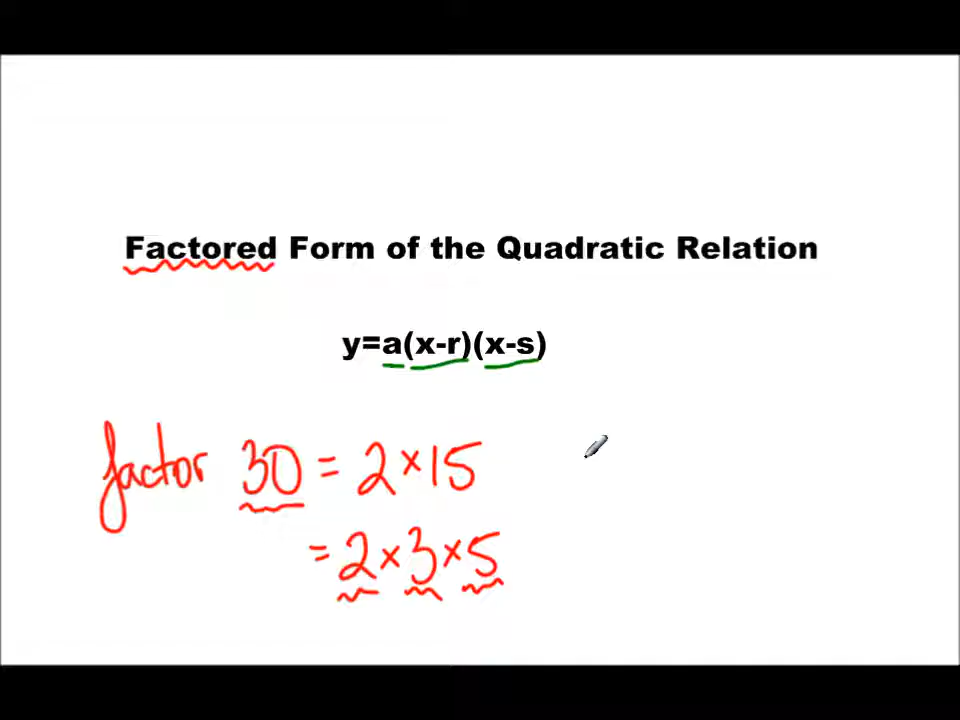 Factored Form of the Quadratic Relation
y=a(x-r)(x-s)
factor 30 = 2×15
= 2×3×5